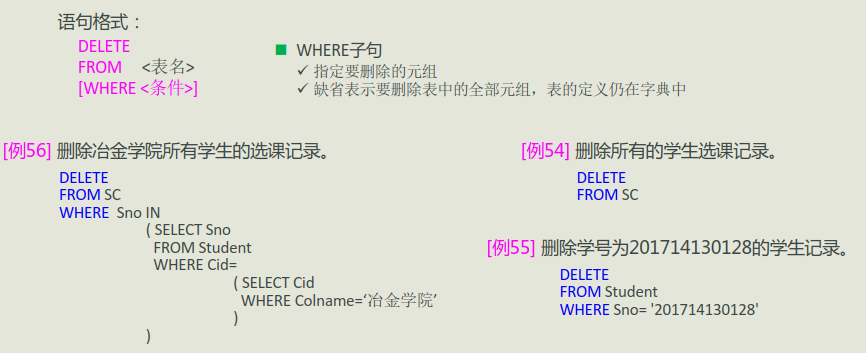 语句格式：
DELETE
FROM <表名>
[WHERE <条件>]
WHERE子句
✓ 指定要删除的元组
✓ 缺省表示要删除表中的全部元组，表的定义仍在字典中
[例56] 删除冶金学院所有学生的选课记录。
DELETE
FROM SC
WHERE Sno IN
( SELECT Sno
FROM Student
WHERE Cid=
( SELECT Cid
WHERE Colname=‘冶金学院’
)
)
[例54] 删除所有的学生选课记录。
DELETE
FROM SC
[例55] 删除学号为201714130128的学生记录。
DELETE
FROM Student
WHERE Sno= '201714130128'